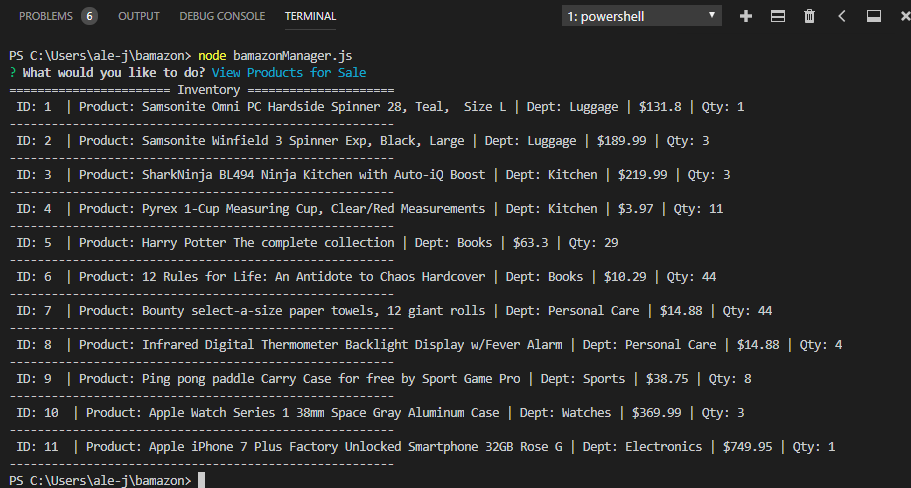 PROBLEMS 6 OUTPUT DEBUG CONSOLE TERMINAL 1: powershell
PS C:\Users\ale-j\bamazon> node bamazonManager.js
? What would you like to do? View Products for Sale
======================= Inventory =====================
ID: 1 | Product: Samsonite Omni PC Hardside Spinner 28, Teal,  Size L | Dept: Luggage | $131.8 | Qty: 1
-------------------------------------------------------
ID: 2 | Product: Samsonite Winfield 3 Spinner Exp, Black, Large | Dept: Luggage | $189.99 | Qty: 3
-------------------------------------------------------
ID: 3 | Product: SharkNinja BL494 Ninja Kitchen with Auto-iQ Boost | Dept: Kitchen | $219.99 | Qty: 3
-------------------------------------------------------
ID: 4 | Product: Pyrex 1-Cup Measuring Cup, Clear/Red Measurements | Dept: Kitchen | $3.97 | Qty: 11
-------------------------------------------------------
ID: 5 | Product: Harry Potter The complete collection | Dept: Books | $63.3 | Qty: 29
-------------------------------------------------------
ID: 6 | Product: 12 Rules for Life: An Antidote to Chaos Hardcover | Dept: Books | $10.29 | Qty: 44
-------------------------------------------------------
ID: 7 | Product: Bounty select-a-size paper towels, 12 giant rolls | Dept: Personal Care | $14.88 | Qty: 44
-------------------------------------------------------
ID: 8 | Product: Infrared Digital Thermometer Backlight Display w/Fever Alarm | Dept: Personal Care | $14.88 | Qty: 4
-------------------------------------------------------
ID: 9 | Product: Ping pong paddle Carry Case for free by Sport Game Pro | Dept: Sports | $38.75 | Qty: 8
-------------------------------------------------------
ID: 10 | Product: Apple Watch Series 1 38mm Space Gray Aluminum Case | Dept: Watches | $369.99 | Qty: 3
-------------------------------------------------------
ID: 11 | Product: Apple iPhone 7 Plus Factory Unlocked Smartphone 32GB Rose G | Dept: Electronics | $749.95 | Qty: 1
-------------------------------------------------------
PS C:\Users\ale-j\bamazon>